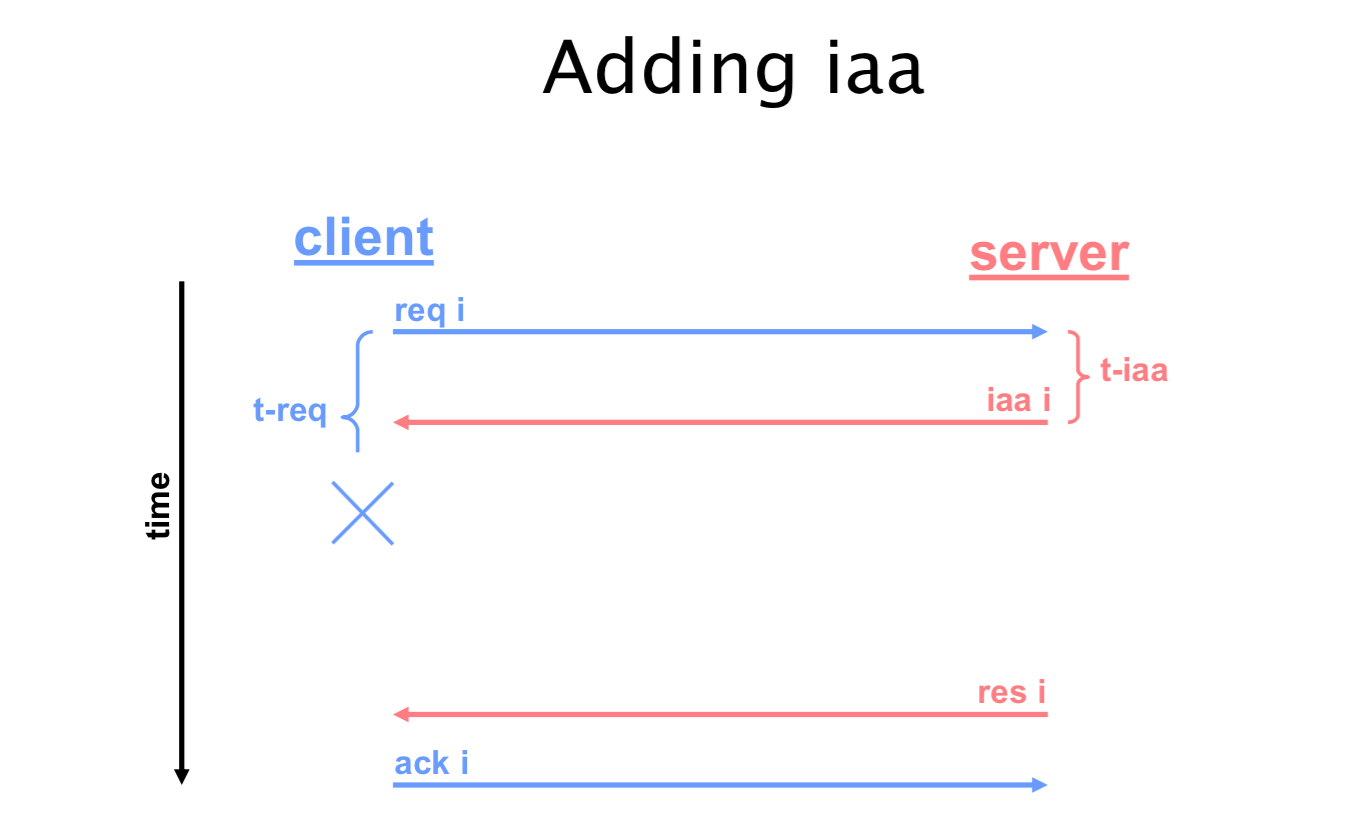 Adding iaa
client
server
req i
t-iaa
iaa i
t-req
time
res i
ack i